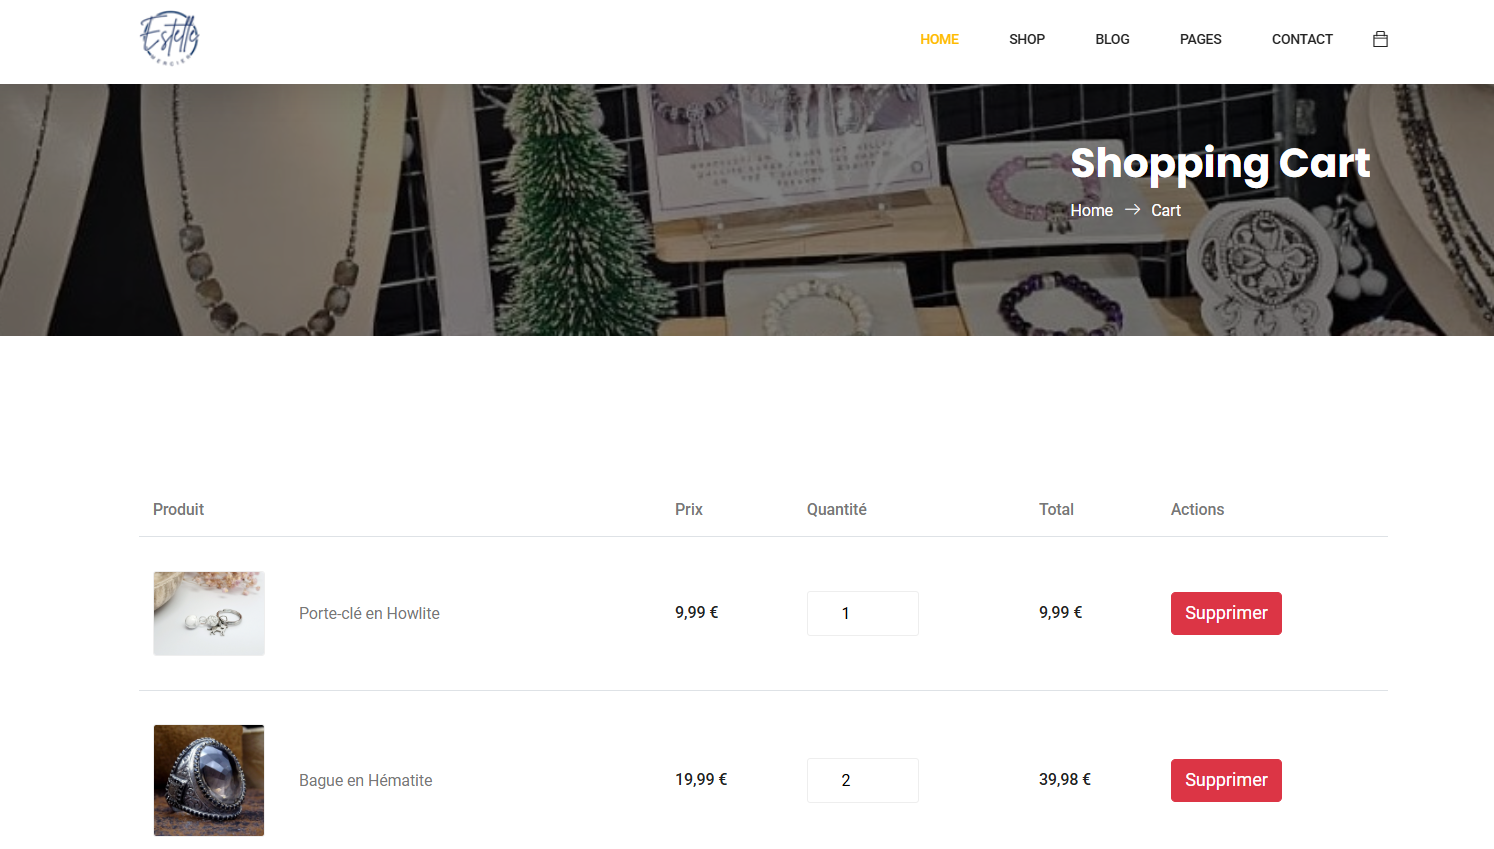 Estelle
HOME SHOP BLOG PAGES CONTACT
Shopping Cart
Home → Cart
Produit Prix Quantité Total Actions
Porte-clé en Howlite 9,99 € 1 9,99 € Supprimer
Bague en Hématite 19,99 € 2 39,98 € Supprimer